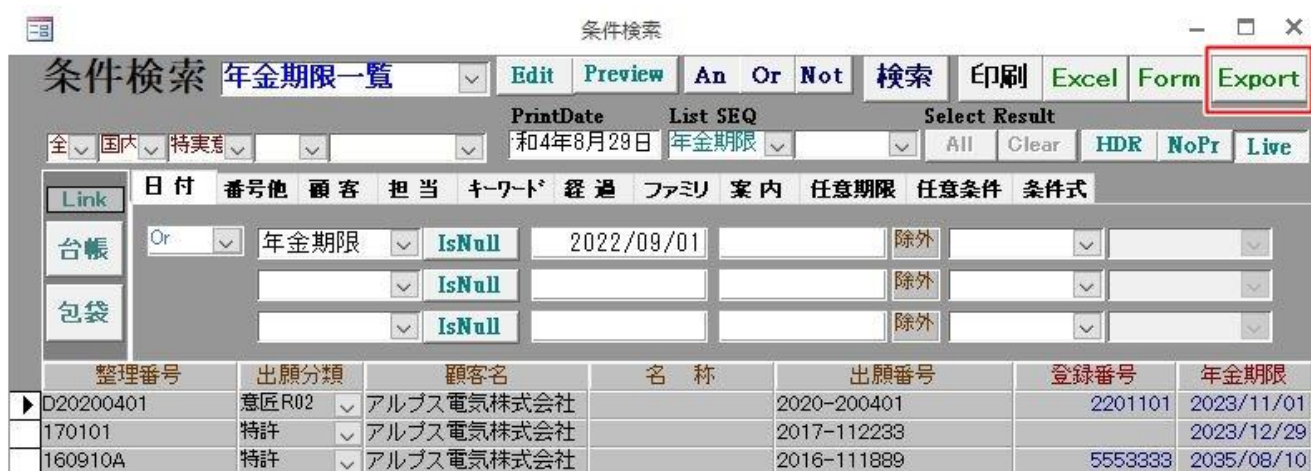 条件検索
条件検索 年金期限一覧 Edit Preview An Or Not 検索 印刷 Excel Form Export
PrintDate List SEQ Select Result
全 国内 特実意 和4年8月29日 年金期限 All Clear HDR NoPr Live
Link 日付 番号他 顧客 担当 キーワード 経過 ファミリ 案内 任意期限 任意条件 条件式
台帳 Or 年金期限 IsNull 2022/09/01 除外
IsNull 除外
包袋 IsNull 除外
整理番号 出願分類 顧客名 名称 出願番号 登録番号 年金期限
D20200401 意匠R02 アルプス電気株式会社 2020-200401 2201101 2023/11/01
170101 特許 アルプス電気株式会社 2017-112233 2023/12/29
160910A 特許 アルプス電気株式会社 2016-111889 5553333 2035/08/10